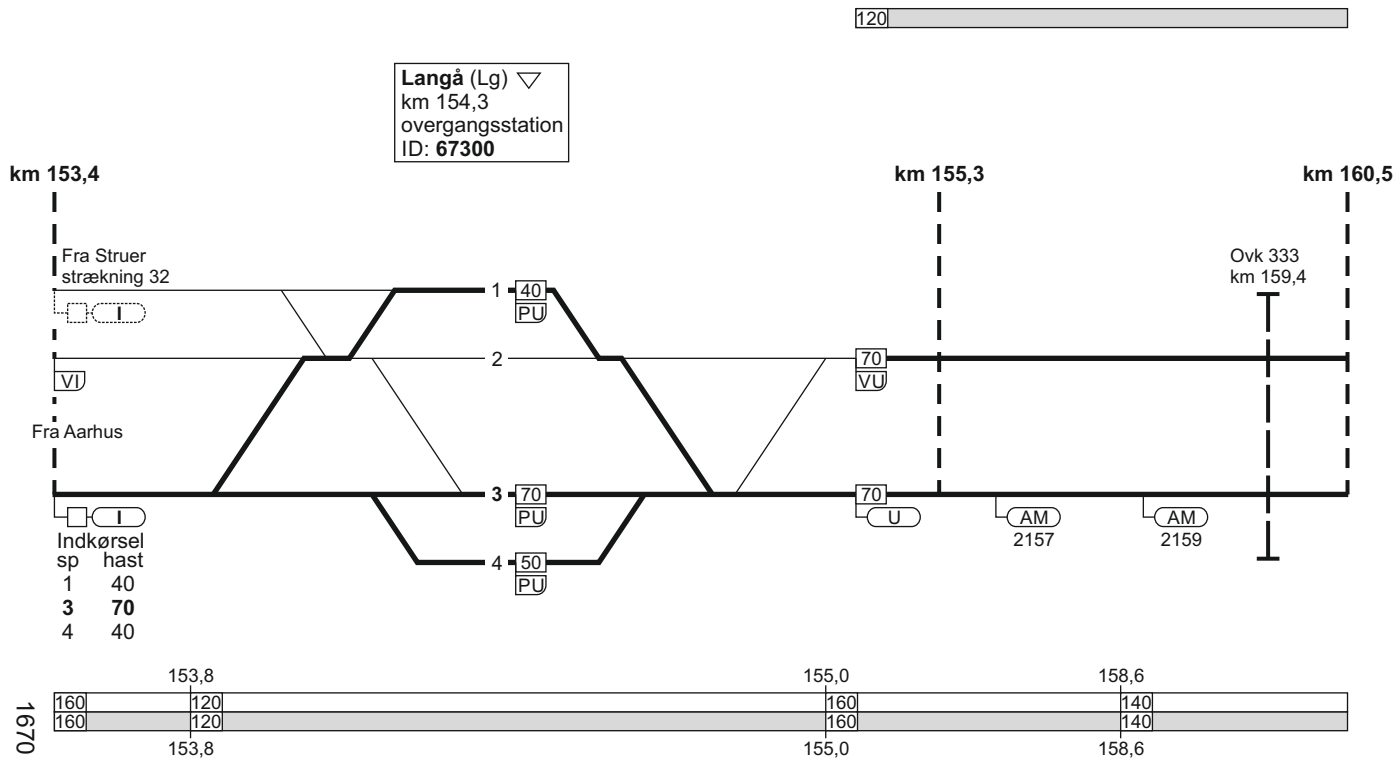 120
Langå (Lg)
km 154,3
overgangsstation
ID: 67300
km 153,4
km 155,3
km 160,5
Fra Struer
strækning 32
I
Ovk 333
km 159,4
1 40
PU
2
70
VI
VU
Fra Aarhus
3 70
PU
70
I
U
AM
2157
AM
2159
Indkørsel
sp hast
1 40
3 70
4 40
4 50
PU
153,8 155,0 158,6
160 120 160 140
160 120 160 140
153,8 155,0 158,6
1670